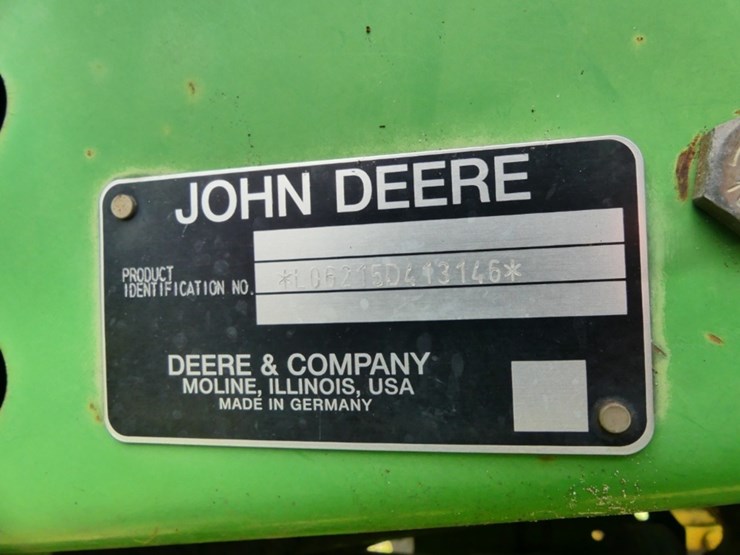 JOHN DEERE
PRODUCT
IDENTIFICATION NO.
*L06215D413146*
DEERE & COMPANY
MOLINE, ILLINOIS, USA
MADE IN GERMANY